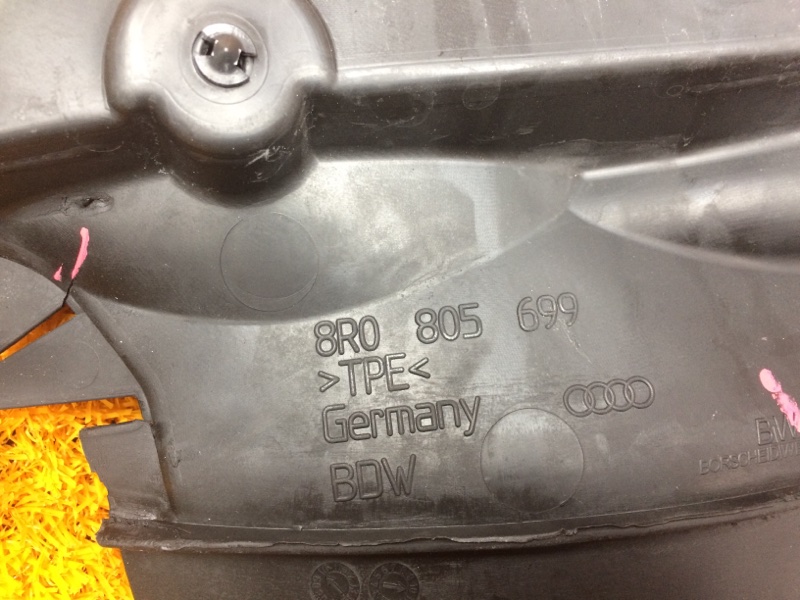 8R0 805 699
>TPE<
Germany
BDW